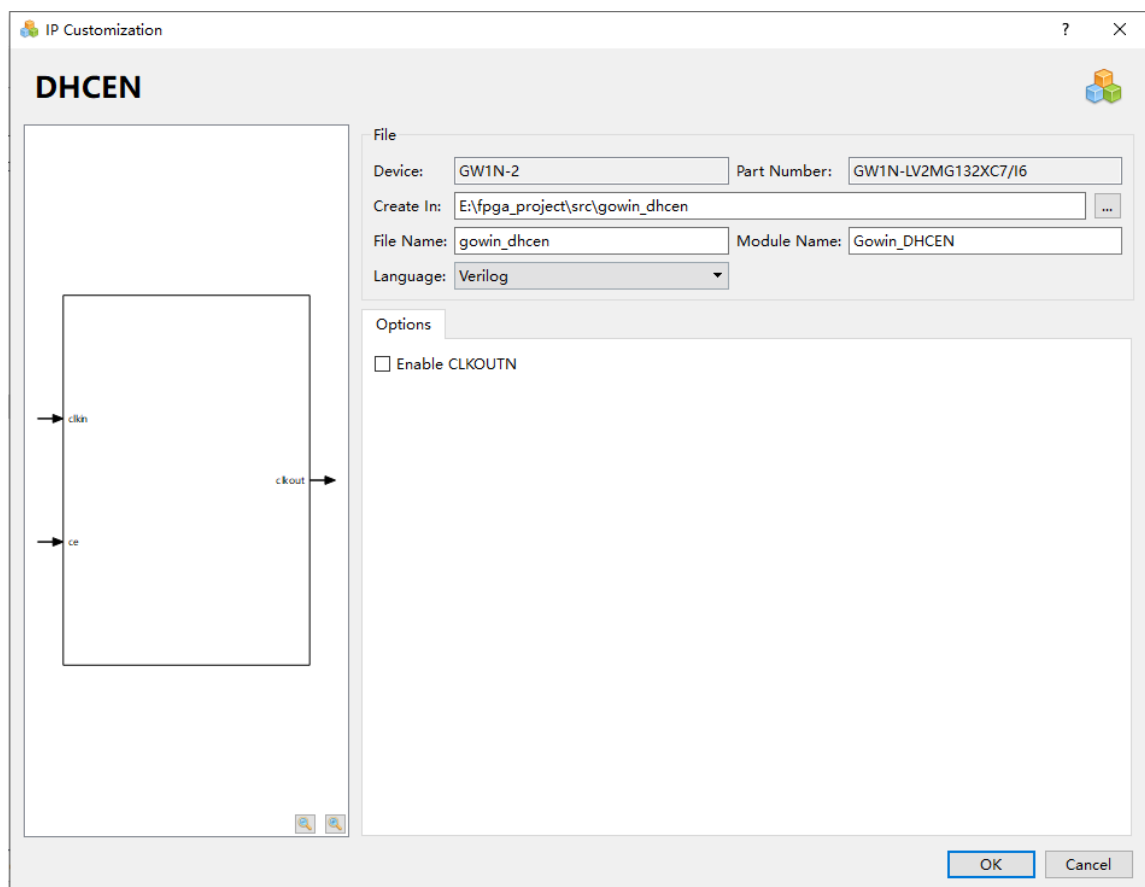 IP Customization
?
DHCEN
File
Device: GW1N-2 Part Number: GW1N-LV2MG132XC7/I6
Create In: E:\fpga_project\src\gowin_dhcen ...
File Name: gowin_dhcen Module Name: Gowin_DHCEN
Language: Verilog
Options
Enable CLKOUTN
clkin
clkout
ce
OK Cancel